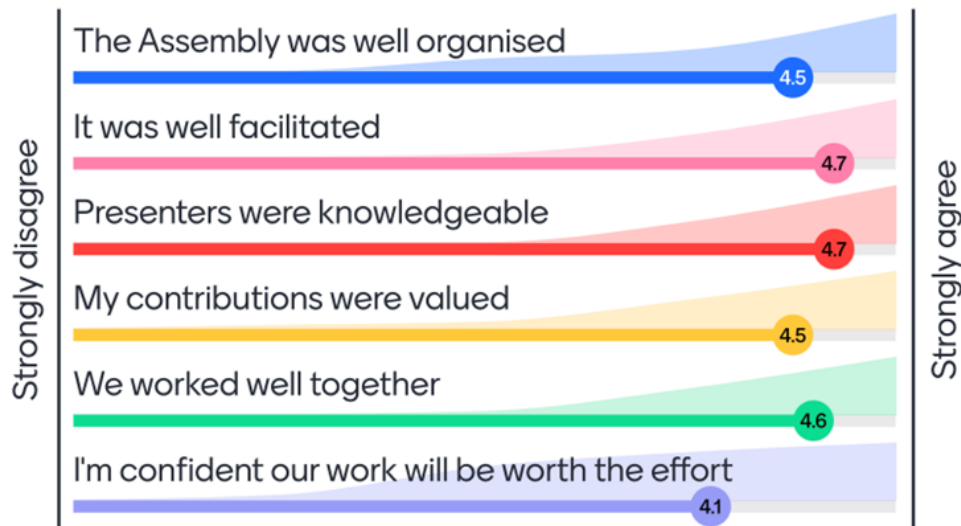 Strongly disagree
The Assembly was well organised
4.5
It was well facilitated
4.7
Presenters were knowledgeable
4.7
My contributions were valued
4.5
We worked well together
4.6
I'm confident our work will be worth the effort
4.1
Strongly agree